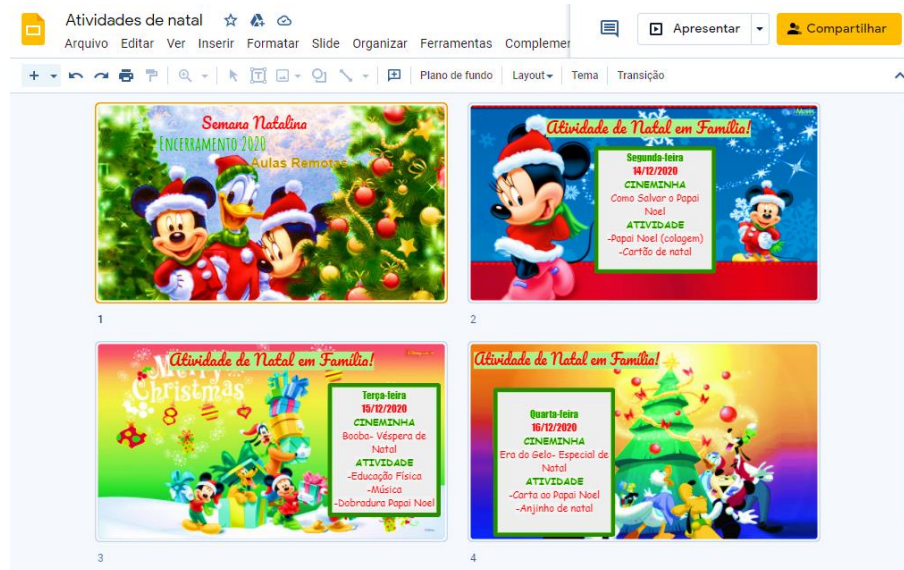 Atividades de natal
Arquivo Editar Ver Inserir Formatar Slide Organizar Ferramentas Complemen
Apresentar
Compartilhar
Plano de fundo Layout Tema Transição
Semana Natalina
Encerramento 2020
Aulas Remotas
1
Atividade de Natal em Família!
Segunda-feira
14/12/2020
CINEMINHA
Como Salvar o Papai
Noel
ATIVIDADE
-Papai Noel (colagem)
-Cartão de natal
2
Merry
Christmas
Atividade de Natal em Família!
Terça-feira
15/12/2020
CINEMINHA
Booba- Véspera de
Natal
ATIVIDADE
-Educação Física
-Música
-Dobradura Papai Noel
3
Atividade de Natal em Família!
Quarta-feira
16/12/2020
CINEMINHA
Era do Gelo- Especial de
Natal
ATIVIDADE
-Carta ao Papai Noel
-Anjinho de natal
4